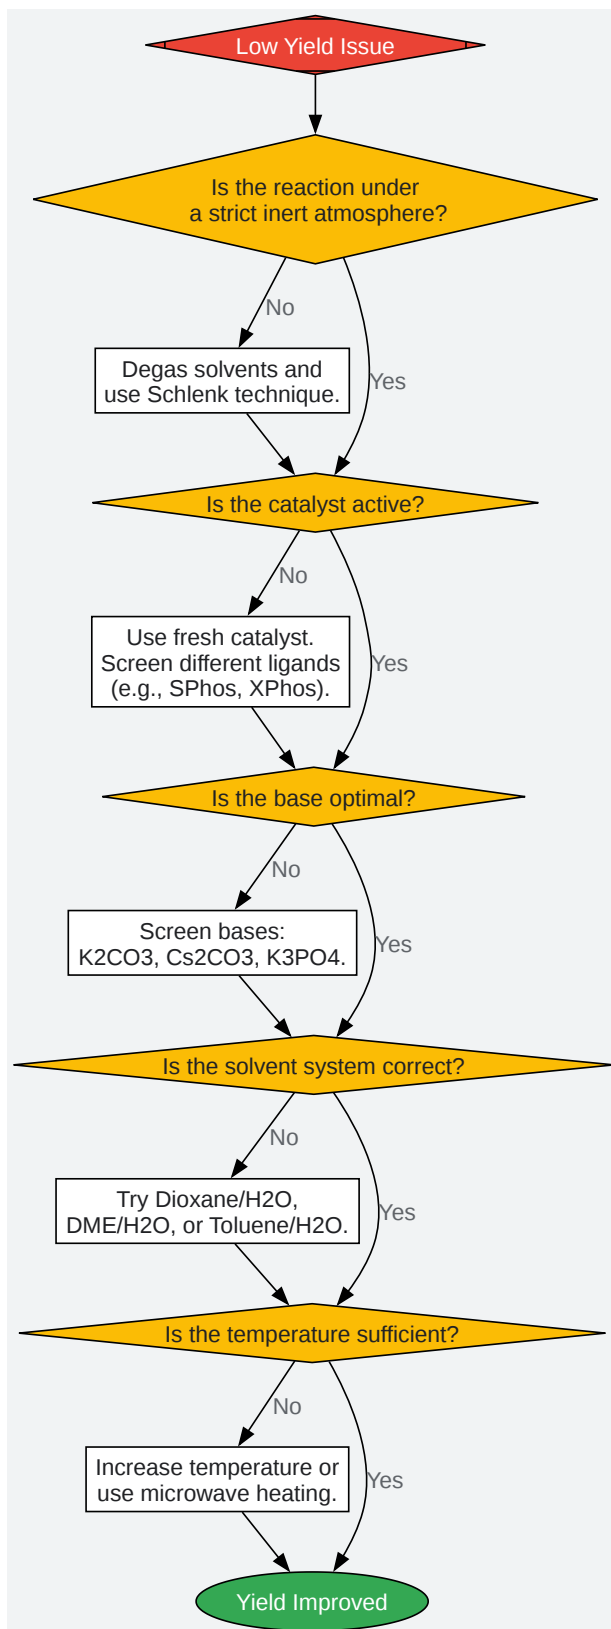 Low Yield Issue
Is the reaction under
a strict inert atmosphere?
No
Yes
Degas solvents and
use Schlenk technique.
Is the catalyst active?
No
Yes
Use fresh catalyst.
Screen different ligands
(e.g., SPhos, XPhos).
Is the base optimal?
No
Yes
Screen bases:
K2CO3, Cs2CO3, K3PO4.
Is the solvent system correct?
No
Yes
Try Dioxane/H2O,
DME/H2O, or Toluene/H2O.
Is the temperature sufficient?
No
Yes
Increase temperature or
use microwave heating.
Yield Improved